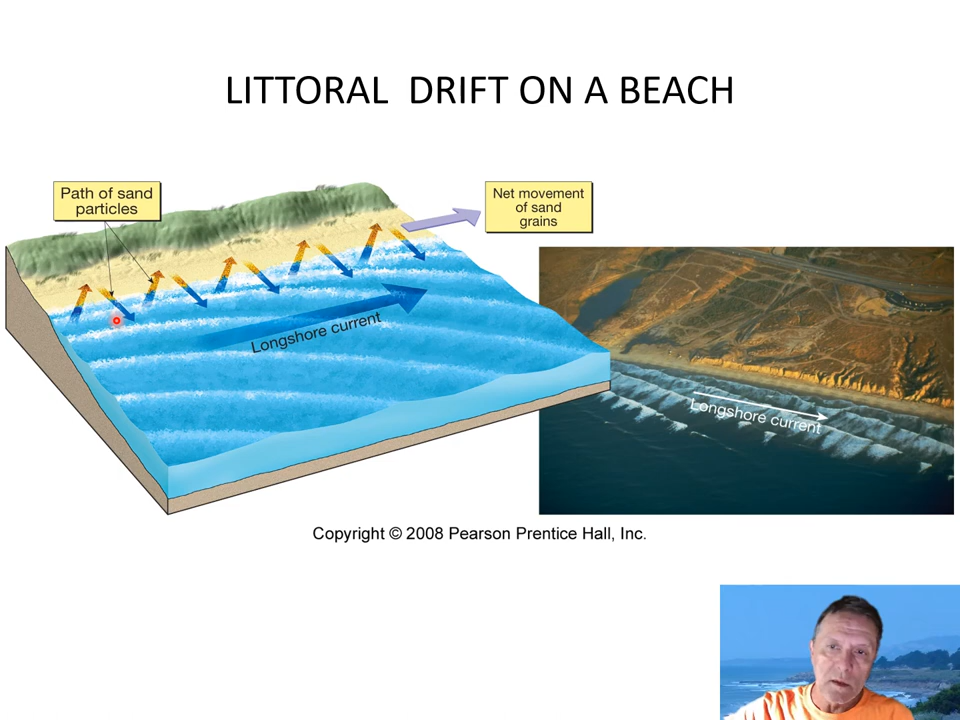 LITTORAL DRIFT ON A BEACH
Path of sand
particles
Net movement
of sand
grains
Longshore current
Longshore current
Copyright © 2008 Pearson Prentice Hall, Inc.